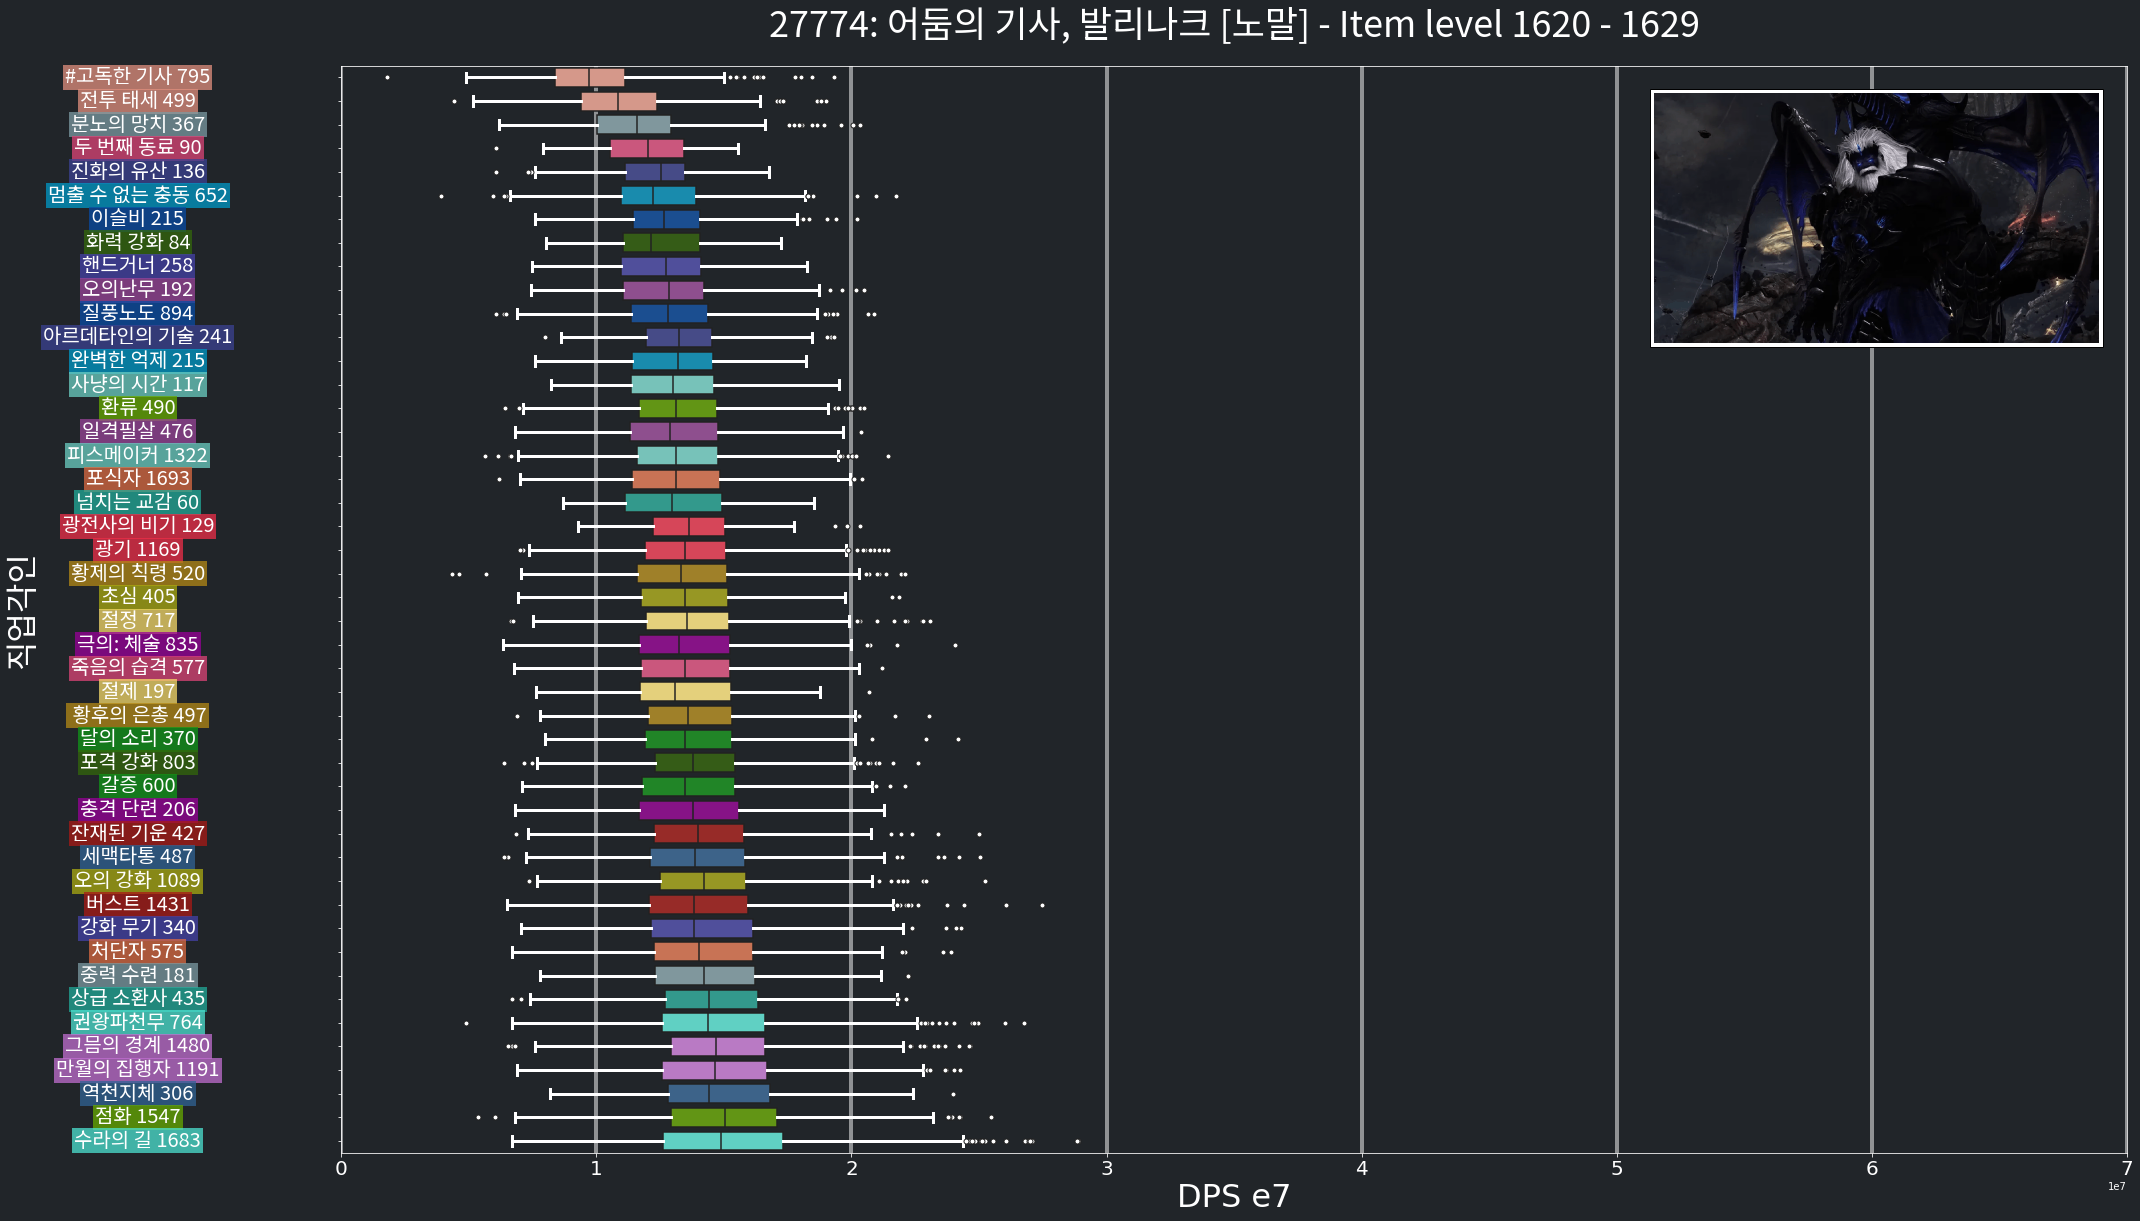 27774: 어둠의 기사, 발리나크 [노말] - Item level 1620 - 1629
직업각인
#고독한 기사 795
전투 태세 499
분노의 망치 367
두 번째 동료 90
진화의 유산 136
멈출 수 없는 충동 652
이슬비 215
화력 강화 84
핸드거너 258
오의난무 192
질풍노도 894
아르데타인의 기술 241
완벽한 억제 215
사냥의 시간 117
환류 490
일격필살 476
피스메이커 1322
포식자 1693
넘치는 교감 60
광전사의 비기 129
광기 1169
황제의 칙령 520
초심 405
절정 717
극의: 체술 835
죽음의 습격 577
절제 197
황후의 은총 497
달의 소리 370
포격 강화 803
갈증 600
충격 단련 206
잔재된 기운 427
세맥타통 487
오의 강화 1089
버스트 1431
강화 무기 340
처단자 575
중력 수련 181
상급 소환사 435
권왕파천무 764
그믐의 경계 1480
만월의 집행자 1191
역천지체 306
점화 1547
수라의 길 1683
0 1 2 3 4 5 6 7
1e7
DPS e7